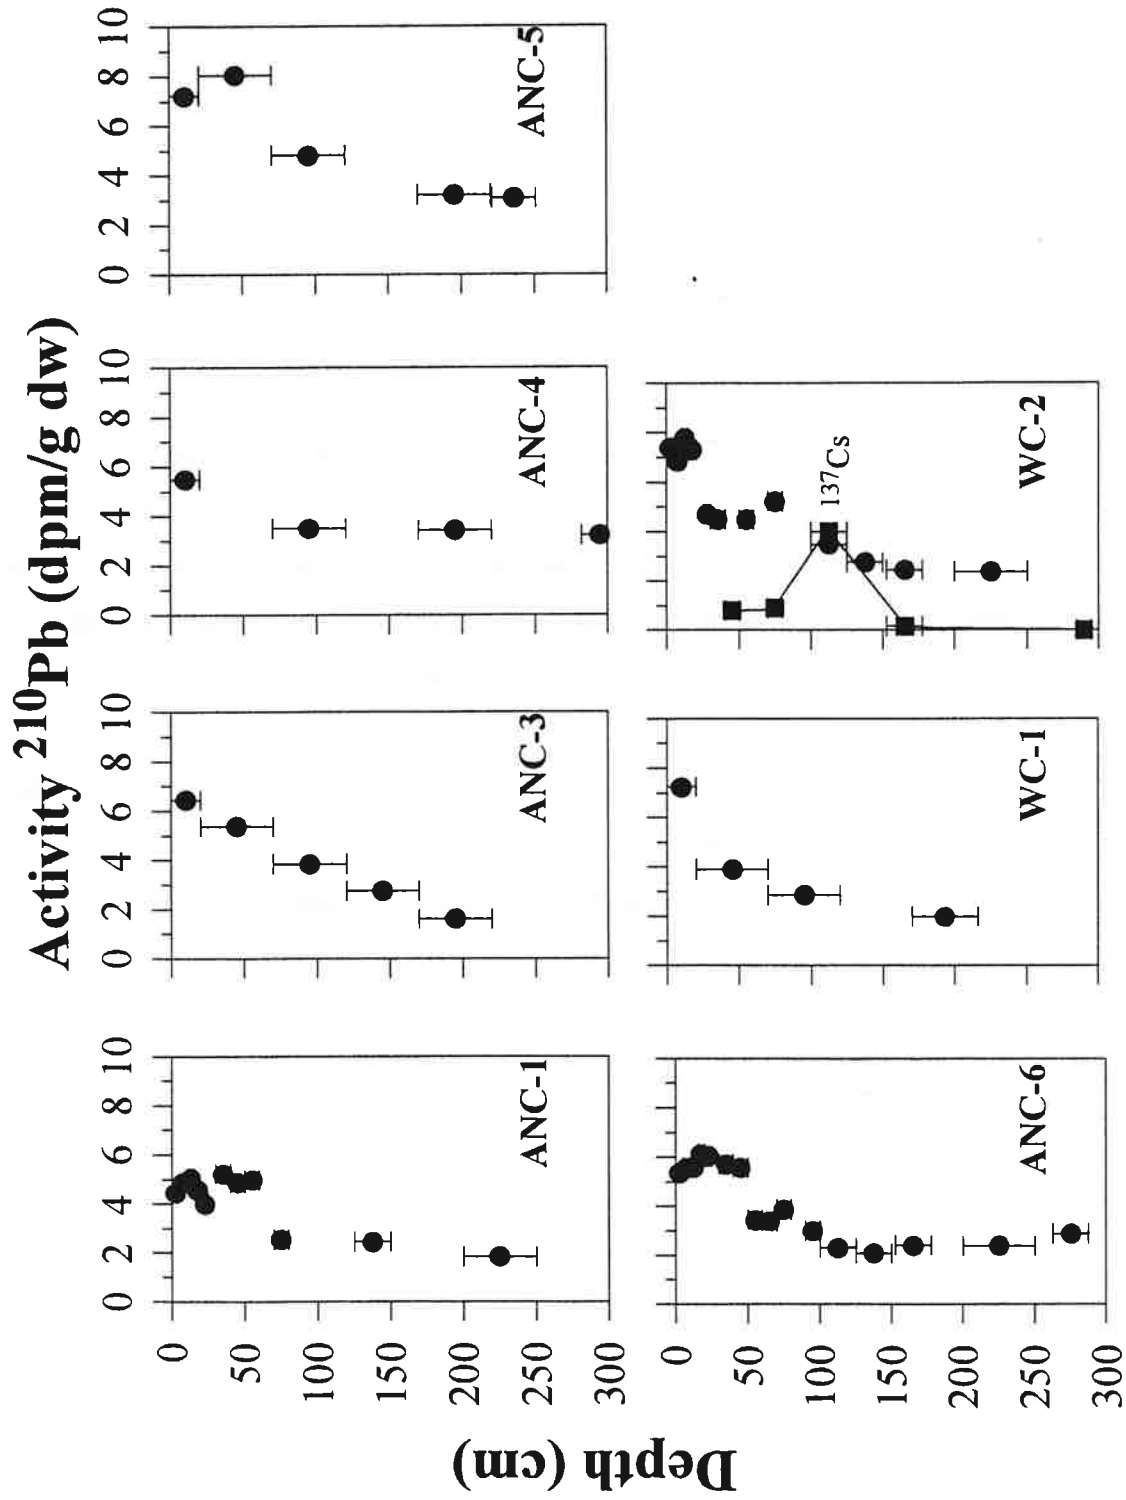 Activity ²¹⁰Pb (dpm/g dw)
0 2 4 6 8 10
0 2 4 6 8 10
0 2 4 6 8 10
0 2 4 6 8 10
Depth (cm)
0
50
100
150
200
250
300
ANC-1
ANC-3
ANC-4
ANC-5
0
50
100
150
200
250
300
ANC-6
WC-1
¹³⁷Cs
WC-2